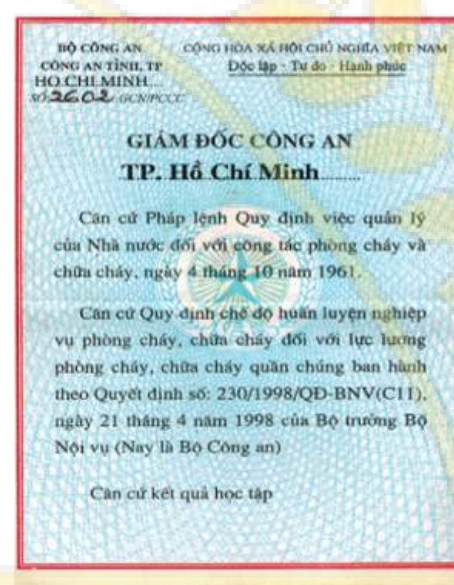 BỘ CÔNG AN
CÔNG AN TỈNH, TP
HO CHI MINH....
SỐ 2602/GCN/PCCC
CỘNG HÒA XÃ HỘI CHỦ NGHĨA VIỆT NAM
Độc lập - Tự do - Hạnh phúc
GIÁM ĐỐC CÔNG AN
.TP. Hồ Chí Minh.........
Căn cứ Pháp lệnh Quy định việc quản lý
của Nhà nước đối với công tác phòng cháy và
chữa cháy, ngày 4 tháng 10 năm 1961.
Căn cứ Quy định chế độ huấn luyện nghiệp
vụ phòng cháy, chữa cháy đối với lực lượng
phòng cháy, chữa cháy quần chúng ban hành
theo Quyết định số: 230/1998/QĐ-BNV(C11),
ngày 21 tháng 4 năm 1998 của Bộ trưởng Bộ
Nội vụ (Nay là Bộ Công an)
Căn cứ kết quả học tập